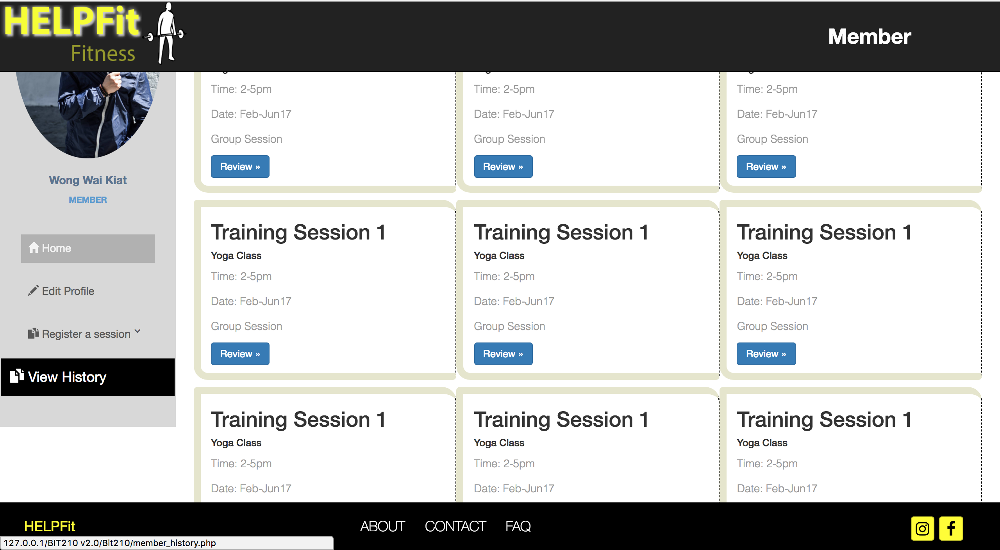 HELPFit
Fitness
Member
Time: 2-5pm
Date: Feb-Jun17
Group Session
Review »
Time: 2-5pm
Date: Feb-Jun17
Group Session
Review »
Time: 2-5pm
Date: Feb-Jun17
Group Session
Review »
Wong Wai Kiat
MEMBER
Home
Edit Profile
Register a session
View History
Training Session 1
Yoga Class
Time: 2-5pm
Date: Feb-Jun17
Group Session
Review »
Training Session 1
Yoga Class
Time: 2-5pm
Date: Feb-Jun17
Group Session
Review »
Training Session 1
Yoga Class
Time: 2-5pm
Date: Feb-Jun17
Group Session
Review »
Training Session 1
Yoga Class
Time: 2-5pm
Date: Feb-Jun17
Training Session 1
Yoga Class
Time: 2-5pm
Date: Feb-Jun17
Training Session 1
Yoga Class
Time: 2-5pm
Date: Feb-Jun17
HELPFit
ABOUT CONTACT FAQ
127.0.0.1/BIT210 v2.0/Bit210/member_history.php